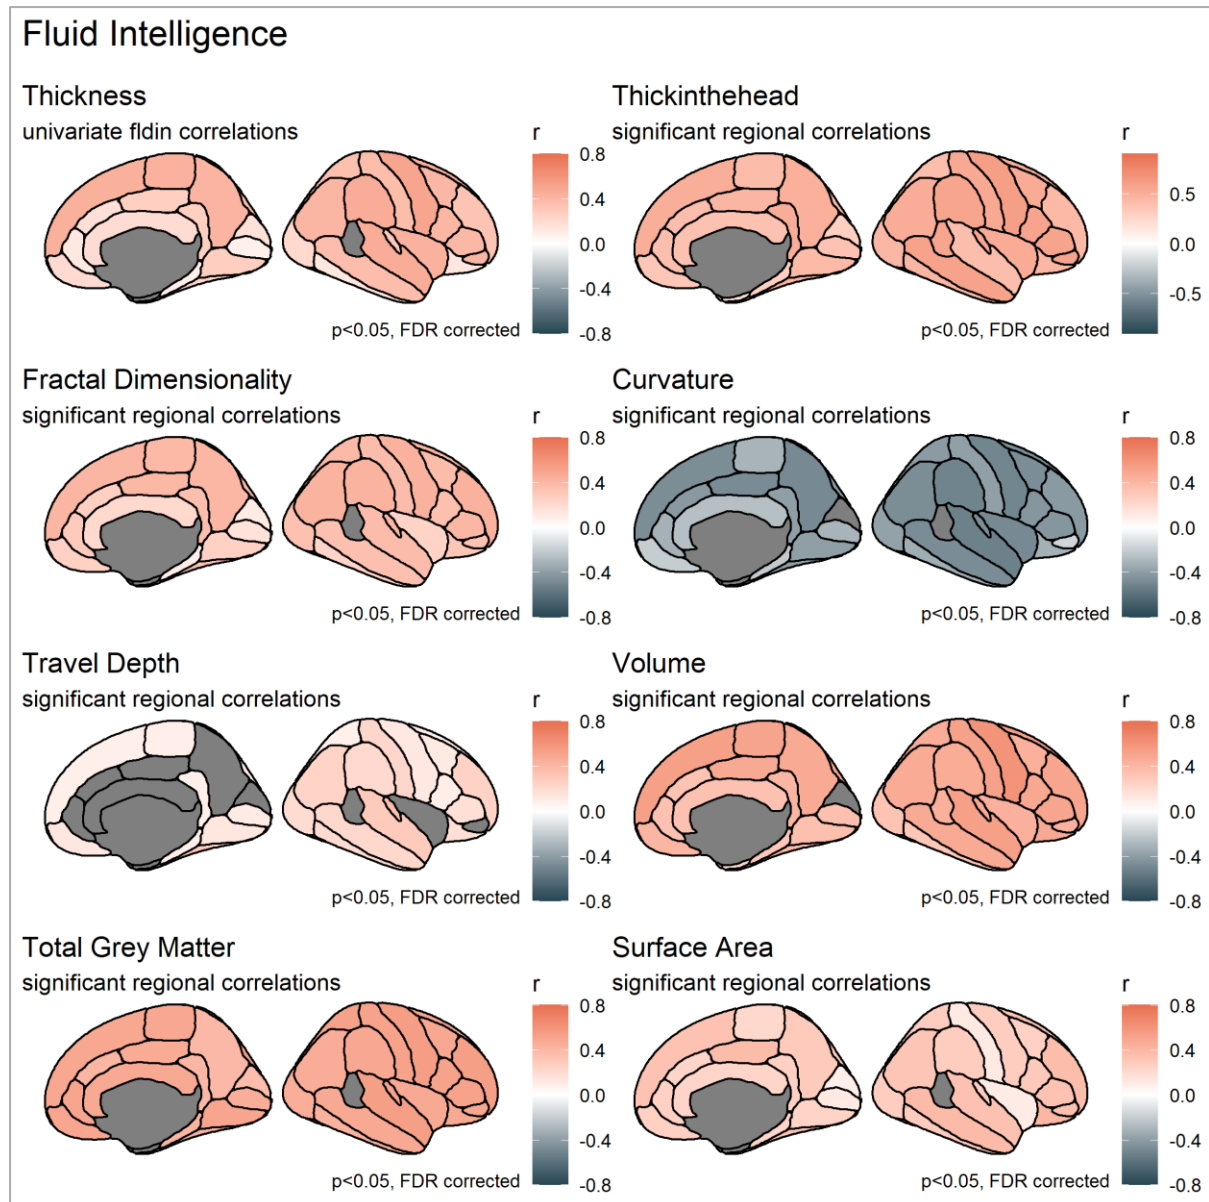 Fluid Intelligence
Thickness
univariate fldin correlations
r
0.8
0.4
0.0
-0.4
-0.8
p<0.05, FDR corrected
Thickinthehead
significant regional correlations
r
0.5
0.0
-0.5
p<0.05, FDR corrected
Fractal Dimensionality
significant regional correlations
r
0.8
0.4
0.0
-0.4
-0.8
p<0.05, FDR corrected
Curvature
significant regional correlations
r
0.8
0.4
0.0
-0.4
-0.8
p<0.05, FDR corrected
Travel Depth
significant regional correlations
r
0.8
0.4
0.0
-0.4
-0.8
p<0.05, FDR corrected
Volume
significant regional correlations
r
0.8
0.4
0.0
-0.4
-0.8
p<0.05, FDR corrected
Total Grey Matter
significant regional correlations
r
0.8
0.4
0.0
-0.4
-0.8
p<0.05, FDR corrected
Surface Area
significant regional correlations
r
0.8
0.4
0.0
-0.4
-0.8
p<0.05, FDR corrected